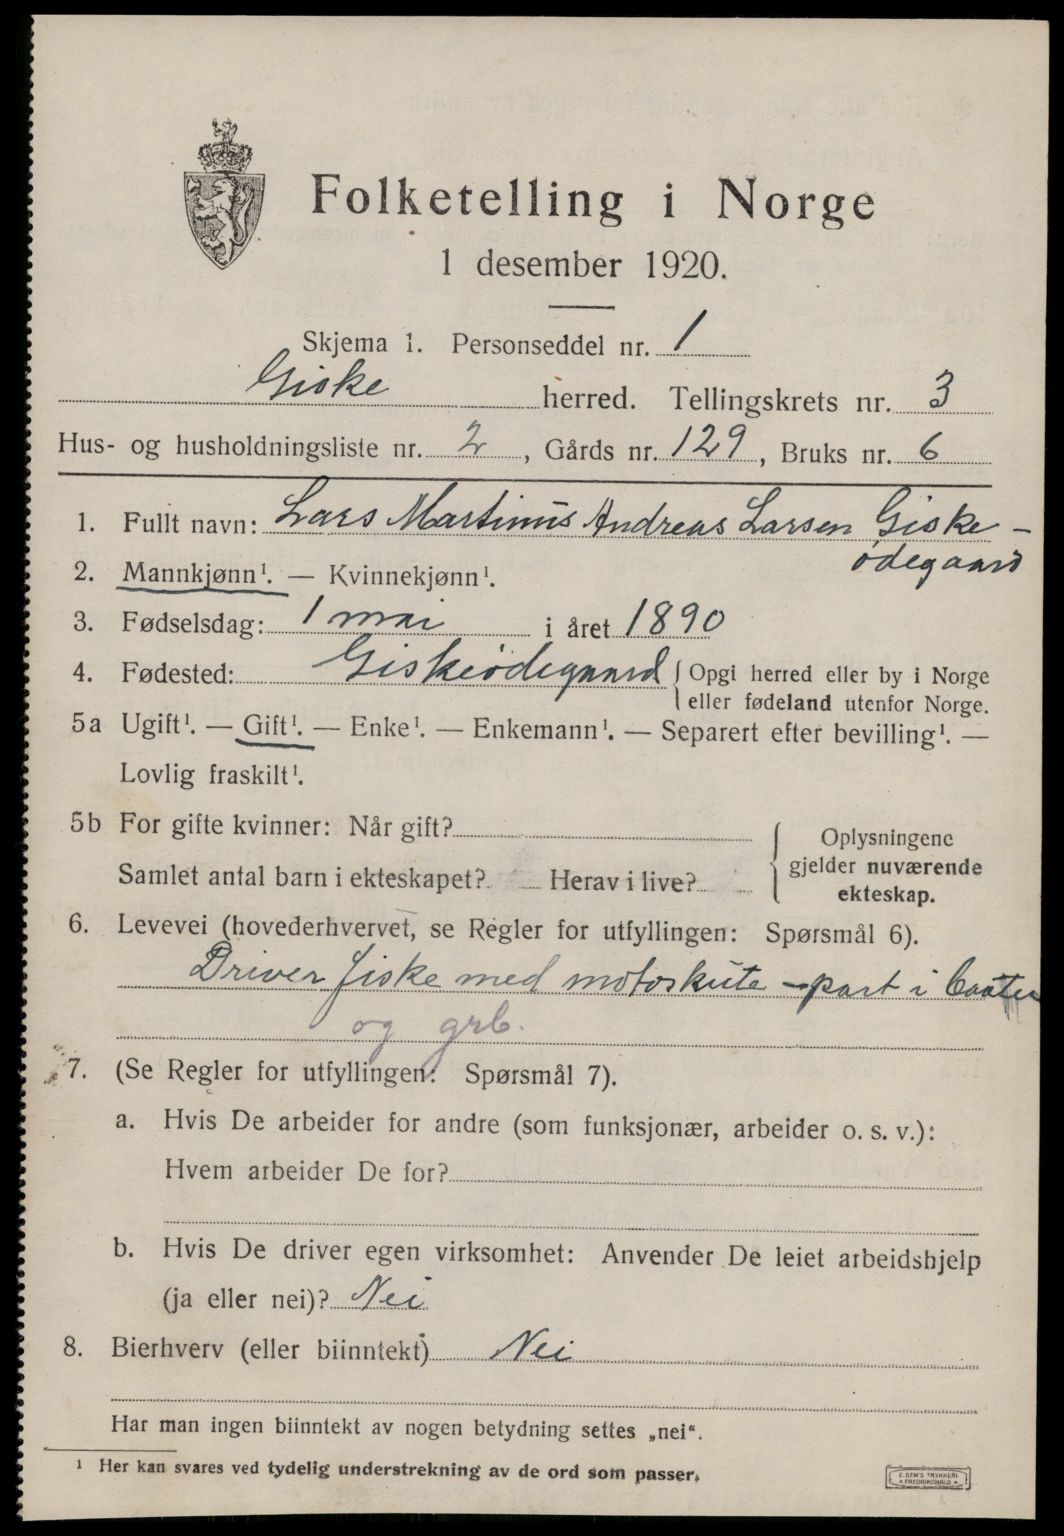 Folketelling i Norge
1 desember 1920.
Skjema 1. Personseddel nr. 1
Giske herred. Tellingskrets nr. 3
Hus- og husholdningsliste nr. 2, Gårds nr. 129, Bruks nr. 6
1. Fullt navn: Lars Martinus Andreas Larsen Giske-
ødegaard
2. Mannkjønn¹. — Kvinnekjønn¹.
3. Fødselsdag: 1 mai i året 1890
4. Fødested: Giskeødegaard { Opgi herred eller by i Norge
eller fødeland utenfor Norge.
5a Ugift¹. — Gift¹. — Enke¹. — Enkemann¹. — Separert efter bevilling¹. —
Lovlig fraskilt¹.
5b For gifte kvinner: Når gift?
Samlet antal barn i ekteskapet? Herav i live?
{ Oplysningene
gjelder nuværende
ekteskap.
6. Levevei (hovederhvervet, se Regler for utfyllingen: Spørsmål 6).
Driver fiske med motorskute - part i baaten
og grb.
7. (Se Regler for utfyllingen: Spørsmål 7).
a. Hvis De arbeider for andre (som funksjonær, arbeider o. s. v.):
Hvem arbeider De for?
b. Hvis De driver egen virksomhet: Anvender De leiet arbeidshjelp
(ja eller nei)? Nei
8. Bierhverv (eller biinntekt) Nei
Har man ingen biinntekt av nogen betydning settes „nei“.
¹ Her kan svares ved tydelig understrekning av de ord som passer.
E. SEM'S TRYKKERI
FREDRIKSHALD